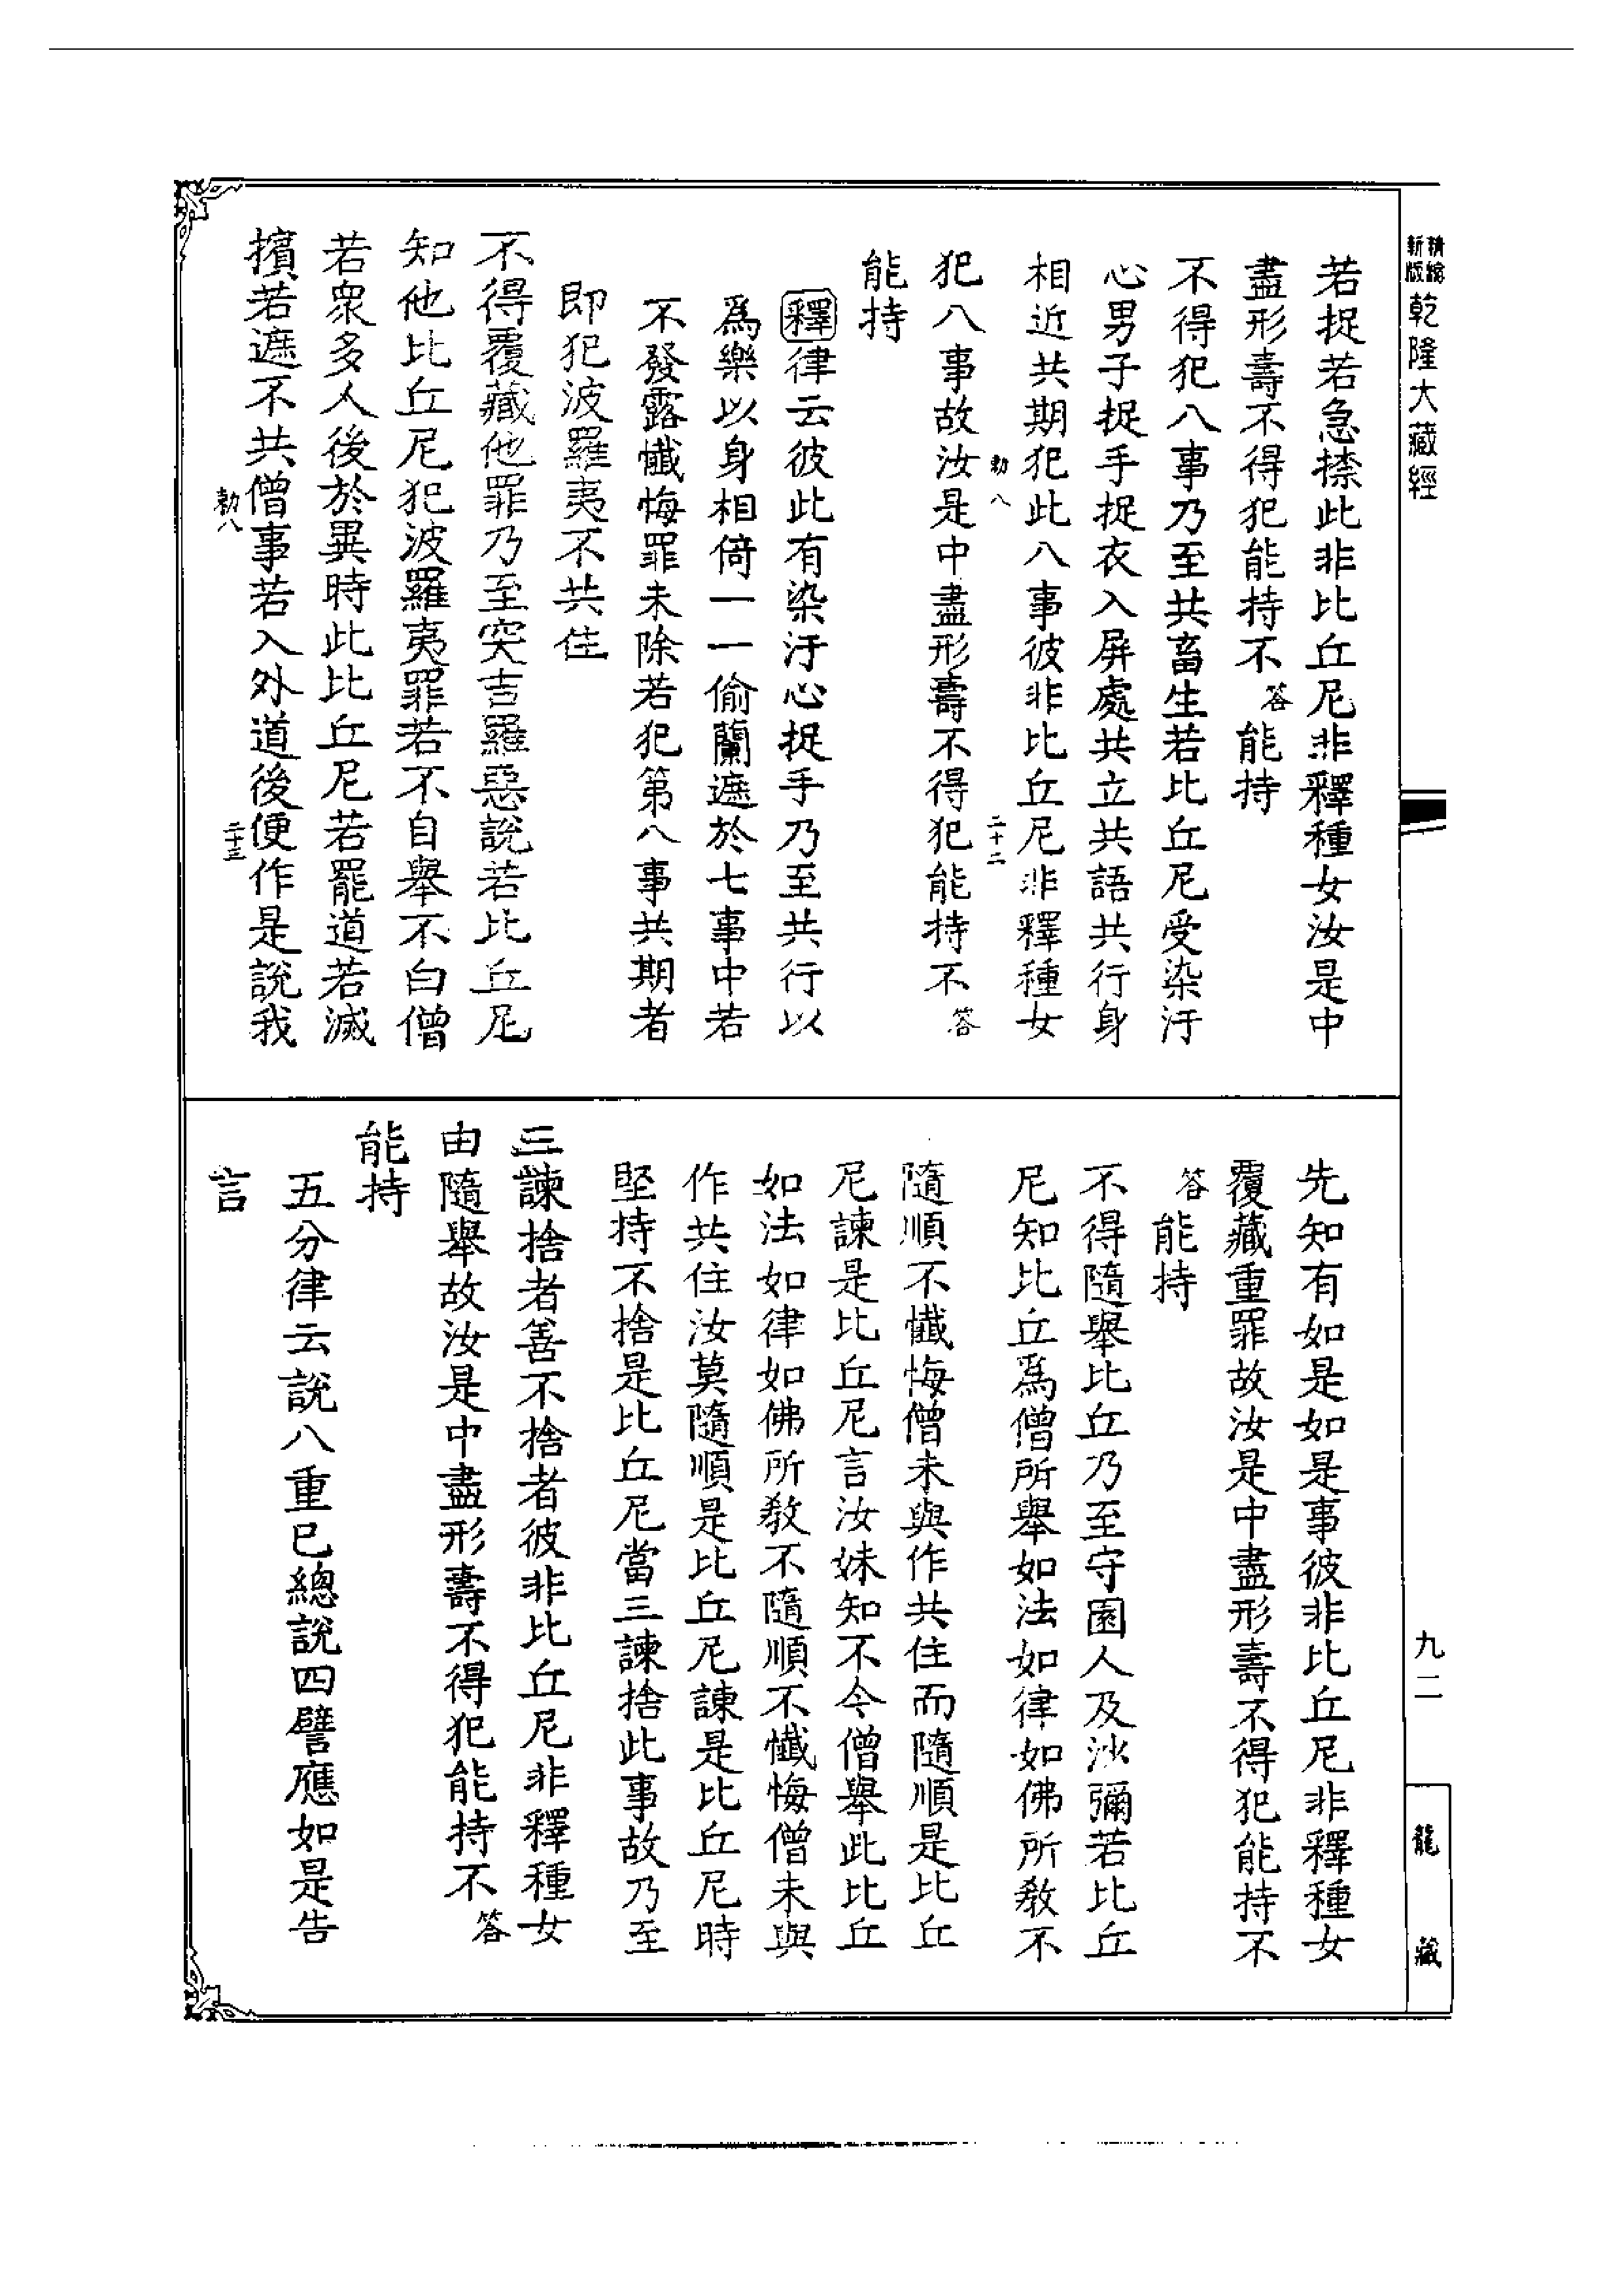 新版 精繪 乾隆大藏經
若捉若急捺此非比丘尼非釋種女汝是中
盡形壽不得犯能持不答能持
不得犯八事乃至共畜生若比丘尼受染汙
心男子捉手捉衣入屏處共立共語共行身
相近共期犯此八事彼非比丘尼非釋種女
勅八 二十二
犯八事故汝是中盡形壽不得犯能持不答
能持
釋律云彼此有染汙心捉手乃至共行以
爲樂以身相倚一一偷蘭遮於七事中若
不發露懺悔罪未除若犯第八事共期者
即犯波羅夷不共住
不得覆藏他罪乃至突吉羅惡說若比丘尼
知他比丘尼犯波羅夷罪若不自舉不白僧
若衆多人後於異時此比丘尼若罷道若滅
擯若遮不共僧事若入外道後便作是說我
勅八 二十三
先知有如是如是事彼非比丘尼非釋種女
覆藏重罪故汝是中盡形壽不得犯能持不
答能持
不得隨舉比丘乃至守園人及沙彌若比丘
尼知比丘爲僧所舉如法如律如佛所敎不
隨順不懺悔僧未與作共住而隨順是比丘
尼諫是比丘尼言汝妹知不今僧舉此比丘
如法如律如佛所敎不隨順不懺悔僧未與
作共住汝莫隨順是比丘尼諫是比丘尼時
堅持不捨是比丘尼當三諫捨此事故乃至
三諫捨者善不捨者彼非比丘尼非釋種女
由隨舉故汝是中盡形壽不得犯能持不答
能持
五分律云說八重已總說四譬應如是告
言
九二
龍藏